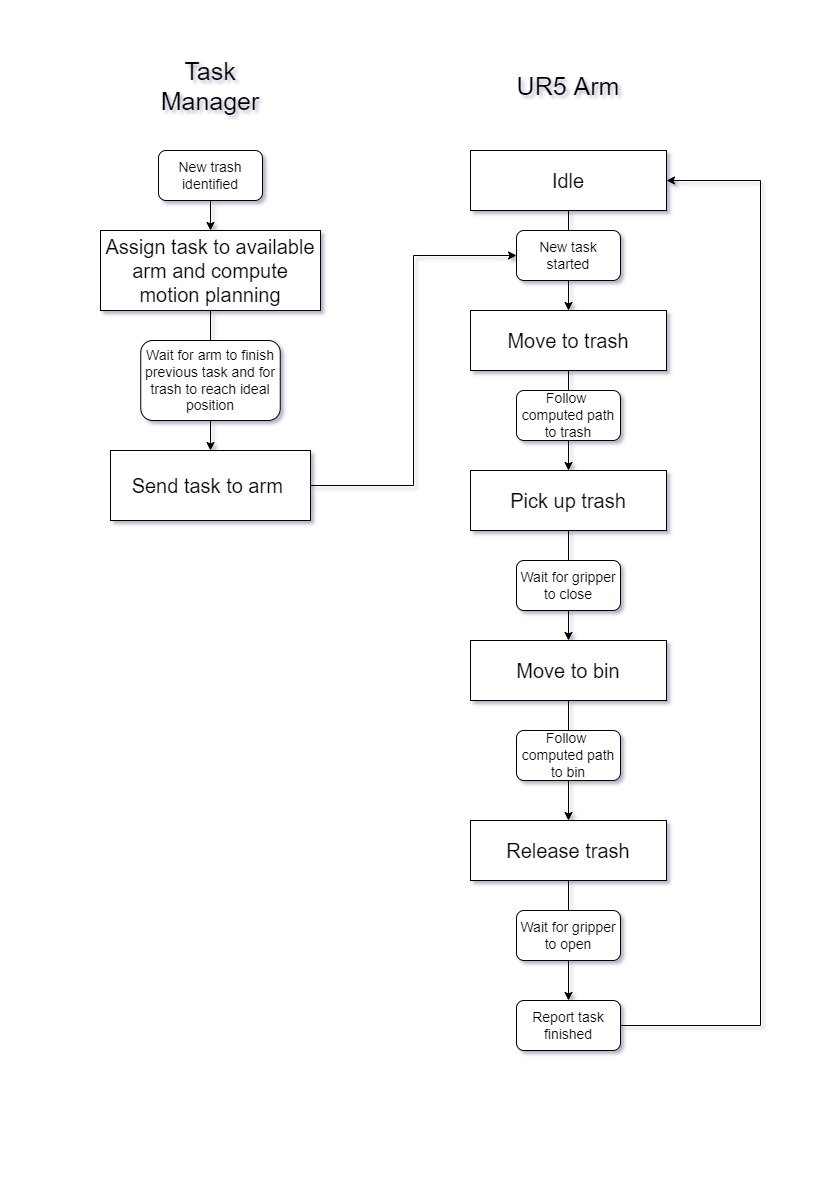 Task
Manager
New trash
identified
Assign task to available
arm and compute
motion planning
Wait for arm to finish
previous task and for
trash to reach ideal
position
Send task to arm
UR5 Arm
Idle
New task
started
Move to trash
Follow
computed path
to trash
Pick up trash
Wait for gripper
to close
Move to bin
Follow
computed path
to bin
Release trash
Wait for gripper
to open
Report task
finished